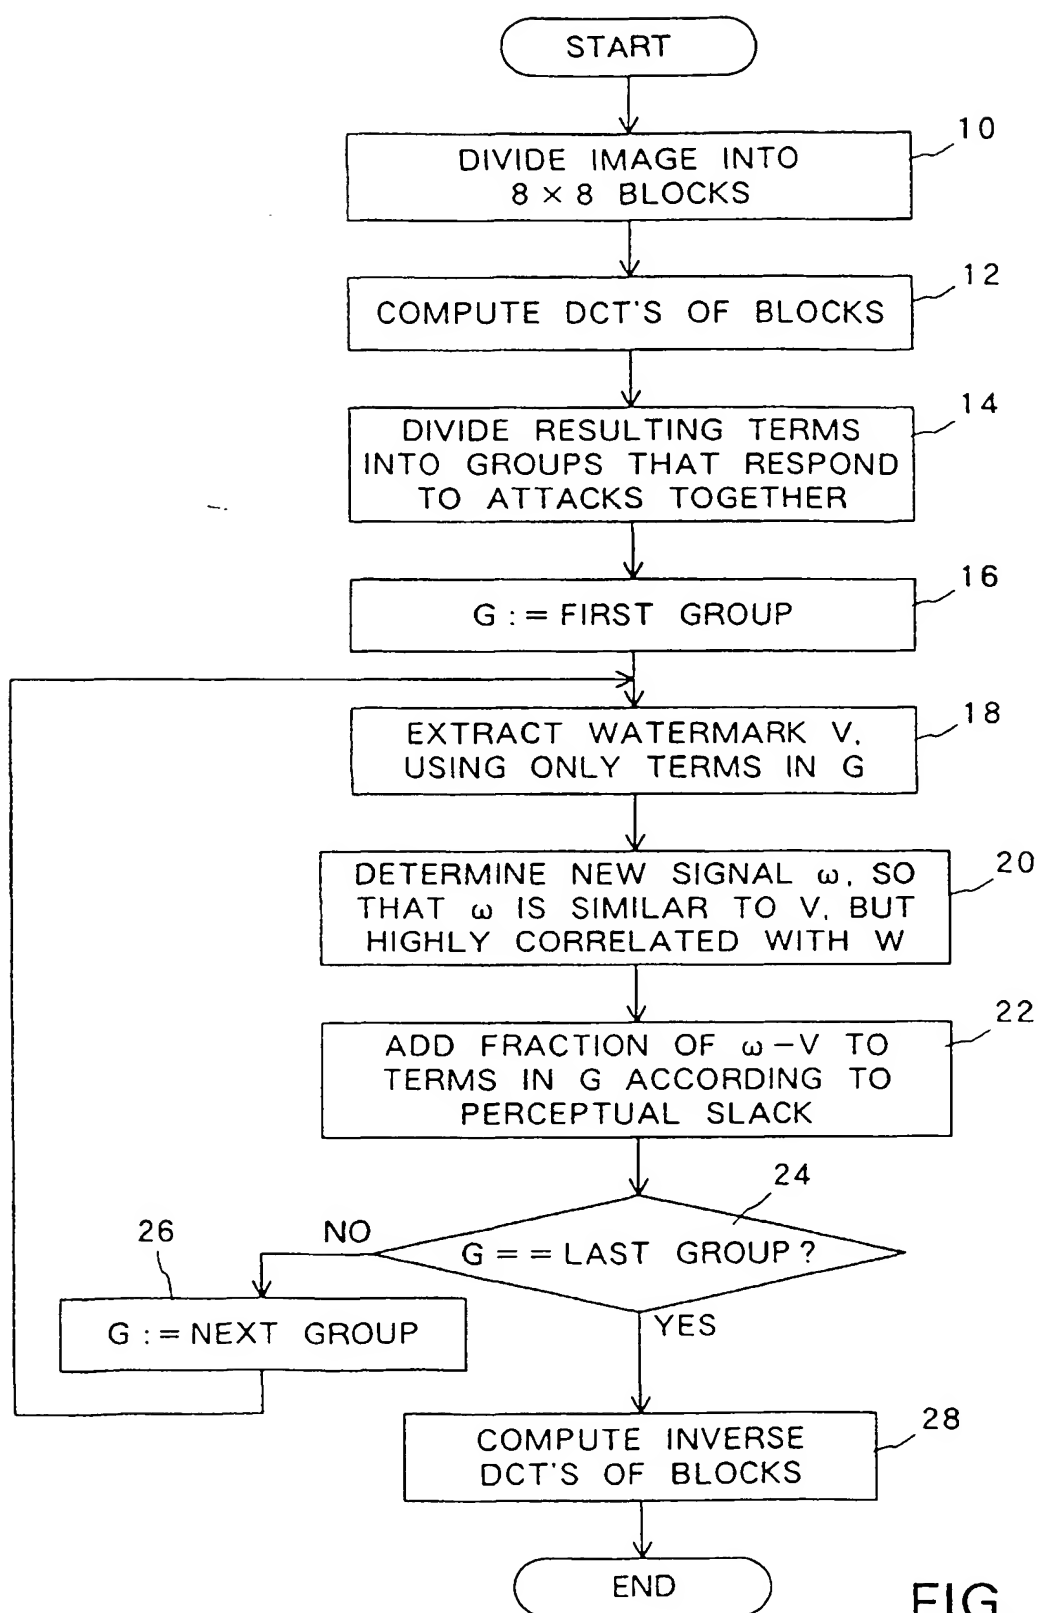 START
10
DIVIDE IMAGE INTO
8 × 8 BLOCKS
12
COMPUTE DCT'S OF BLOCKS
14
DIVIDE RESULTING TERMS
INTO GROUPS THAT RESPOND
TO ATTACKS TOGETHER
16
G := FIRST GROUP
18
EXTRACT WATERMARK V,
USING ONLY TERMS IN G
20
DETERMINE NEW SIGNAL ω, SO
THAT ω IS SIMILAR TO V, BUT
HIGHLY CORRELATED WITH W
22
ADD FRACTION OF ω-V TO
TERMS IN G ACCORDING TO
PERCEPTUAL SLACK
24
G == LAST GROUP?
NO
26
YES
G := NEXT GROUP
28
COMPUTE INVERSE
DCT'S OF BLOCKS
END
FIG